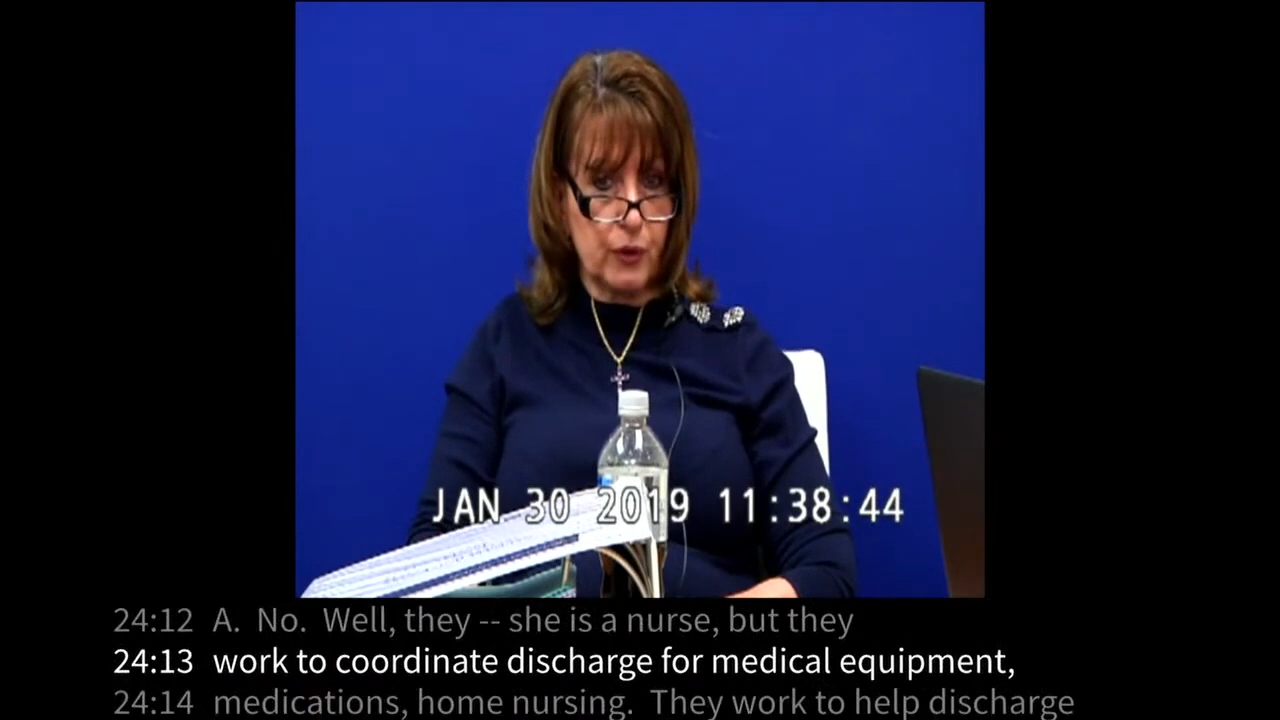 JAN 30 2019 11:38:44
24:12 A. No. Well, they -- she is a nurse, but they
24:13 work to coordinate discharge for medical equipment,
24:14 medications, home nursing. They work to help discharge